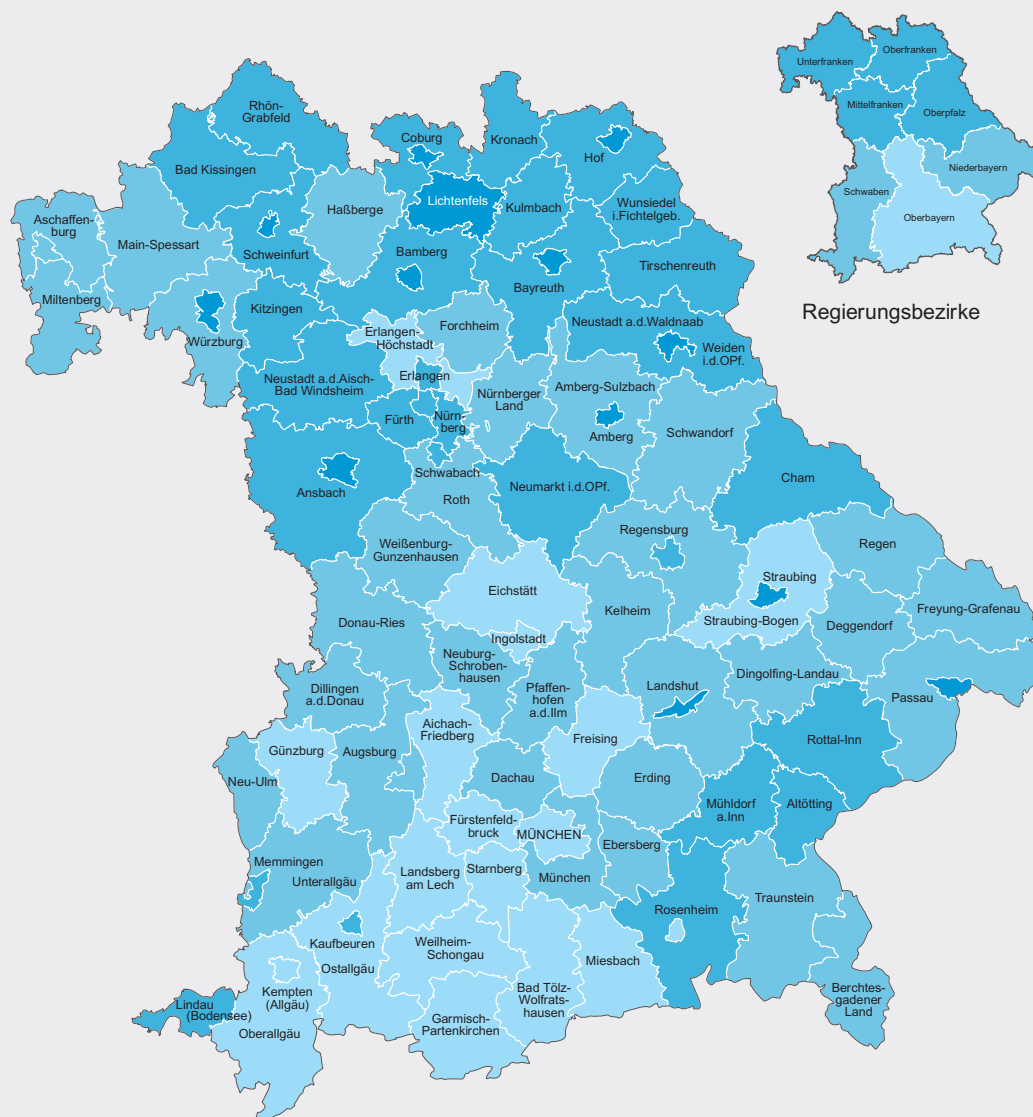 Unterfranken
Oberfranken
Mittelfranken
Oberpfalz
Niederbayern
Schwaben
Oberbayern
Regierungsbezirke
Rhön-
Grabfeld
Coburg
Kronach
Hof
Bad Kissingen
Lichtenfels
Kulmbach
Wunsiedel
i.Fichtelgeb.
Haßberge
Aschaffen-
burg
Main-Spessart
Schweinfurt
Bamberg
Tirschenreuth
Bayreuth
Miltenberg
Kitzingen
Forchheim
Neustadt a.d.Waldnaab
Würzburg
Erlangen-
Höchstadt
Weiden
i.d.OPf.
Erlangen
Neustadt a.d.Aisch-
Bad Windsheim
Nürnberger
Land
Amberg-Sulzbach
Fürth
Nürn-
berg
Amberg
Schwandorf
Schwabach
Roth
Ansbach
Neumarkt i.d.OPf.
Cham
Regensburg
Weißenburg-
Gunzenhausen
Regen
Straubing
Eichstätt
Kelheim
Freyung-Grafenau
Donau-Ries
Straubing-Bogen
Deggendorf
Ingolstadt
Neuburg-
Schroben-
hausen
Dingolfing-Landau
Dillingen
a.d.Donau
Pfaffen-
hofen
a.d.Ilm
Landshut
Passau
Aichach-
Friedberg
Freising
Rottal-Inn
Günzburg
Augsburg
Neu-Ulm
Dachau
Erding
Mühldorf
a.Inn
Altötting
Fürstenfeld-
bruck
MÜNCHEN
Ebersberg
Memmingen
Unterallgäu
Landsberg
am Lech
Starnberg
München
Traunstein
Rosenheim
Kaufbeuren
Ostallgäu
Weilheim-
Schongau
Miesbach
Bad Tölz-
Wolfrats-
hausen
Berchtes-
gadener
Land
Kempten
(Allgäu)
Lindau
(Bodensee)
Oberallgäu
Garmisch-
Partenkirchen